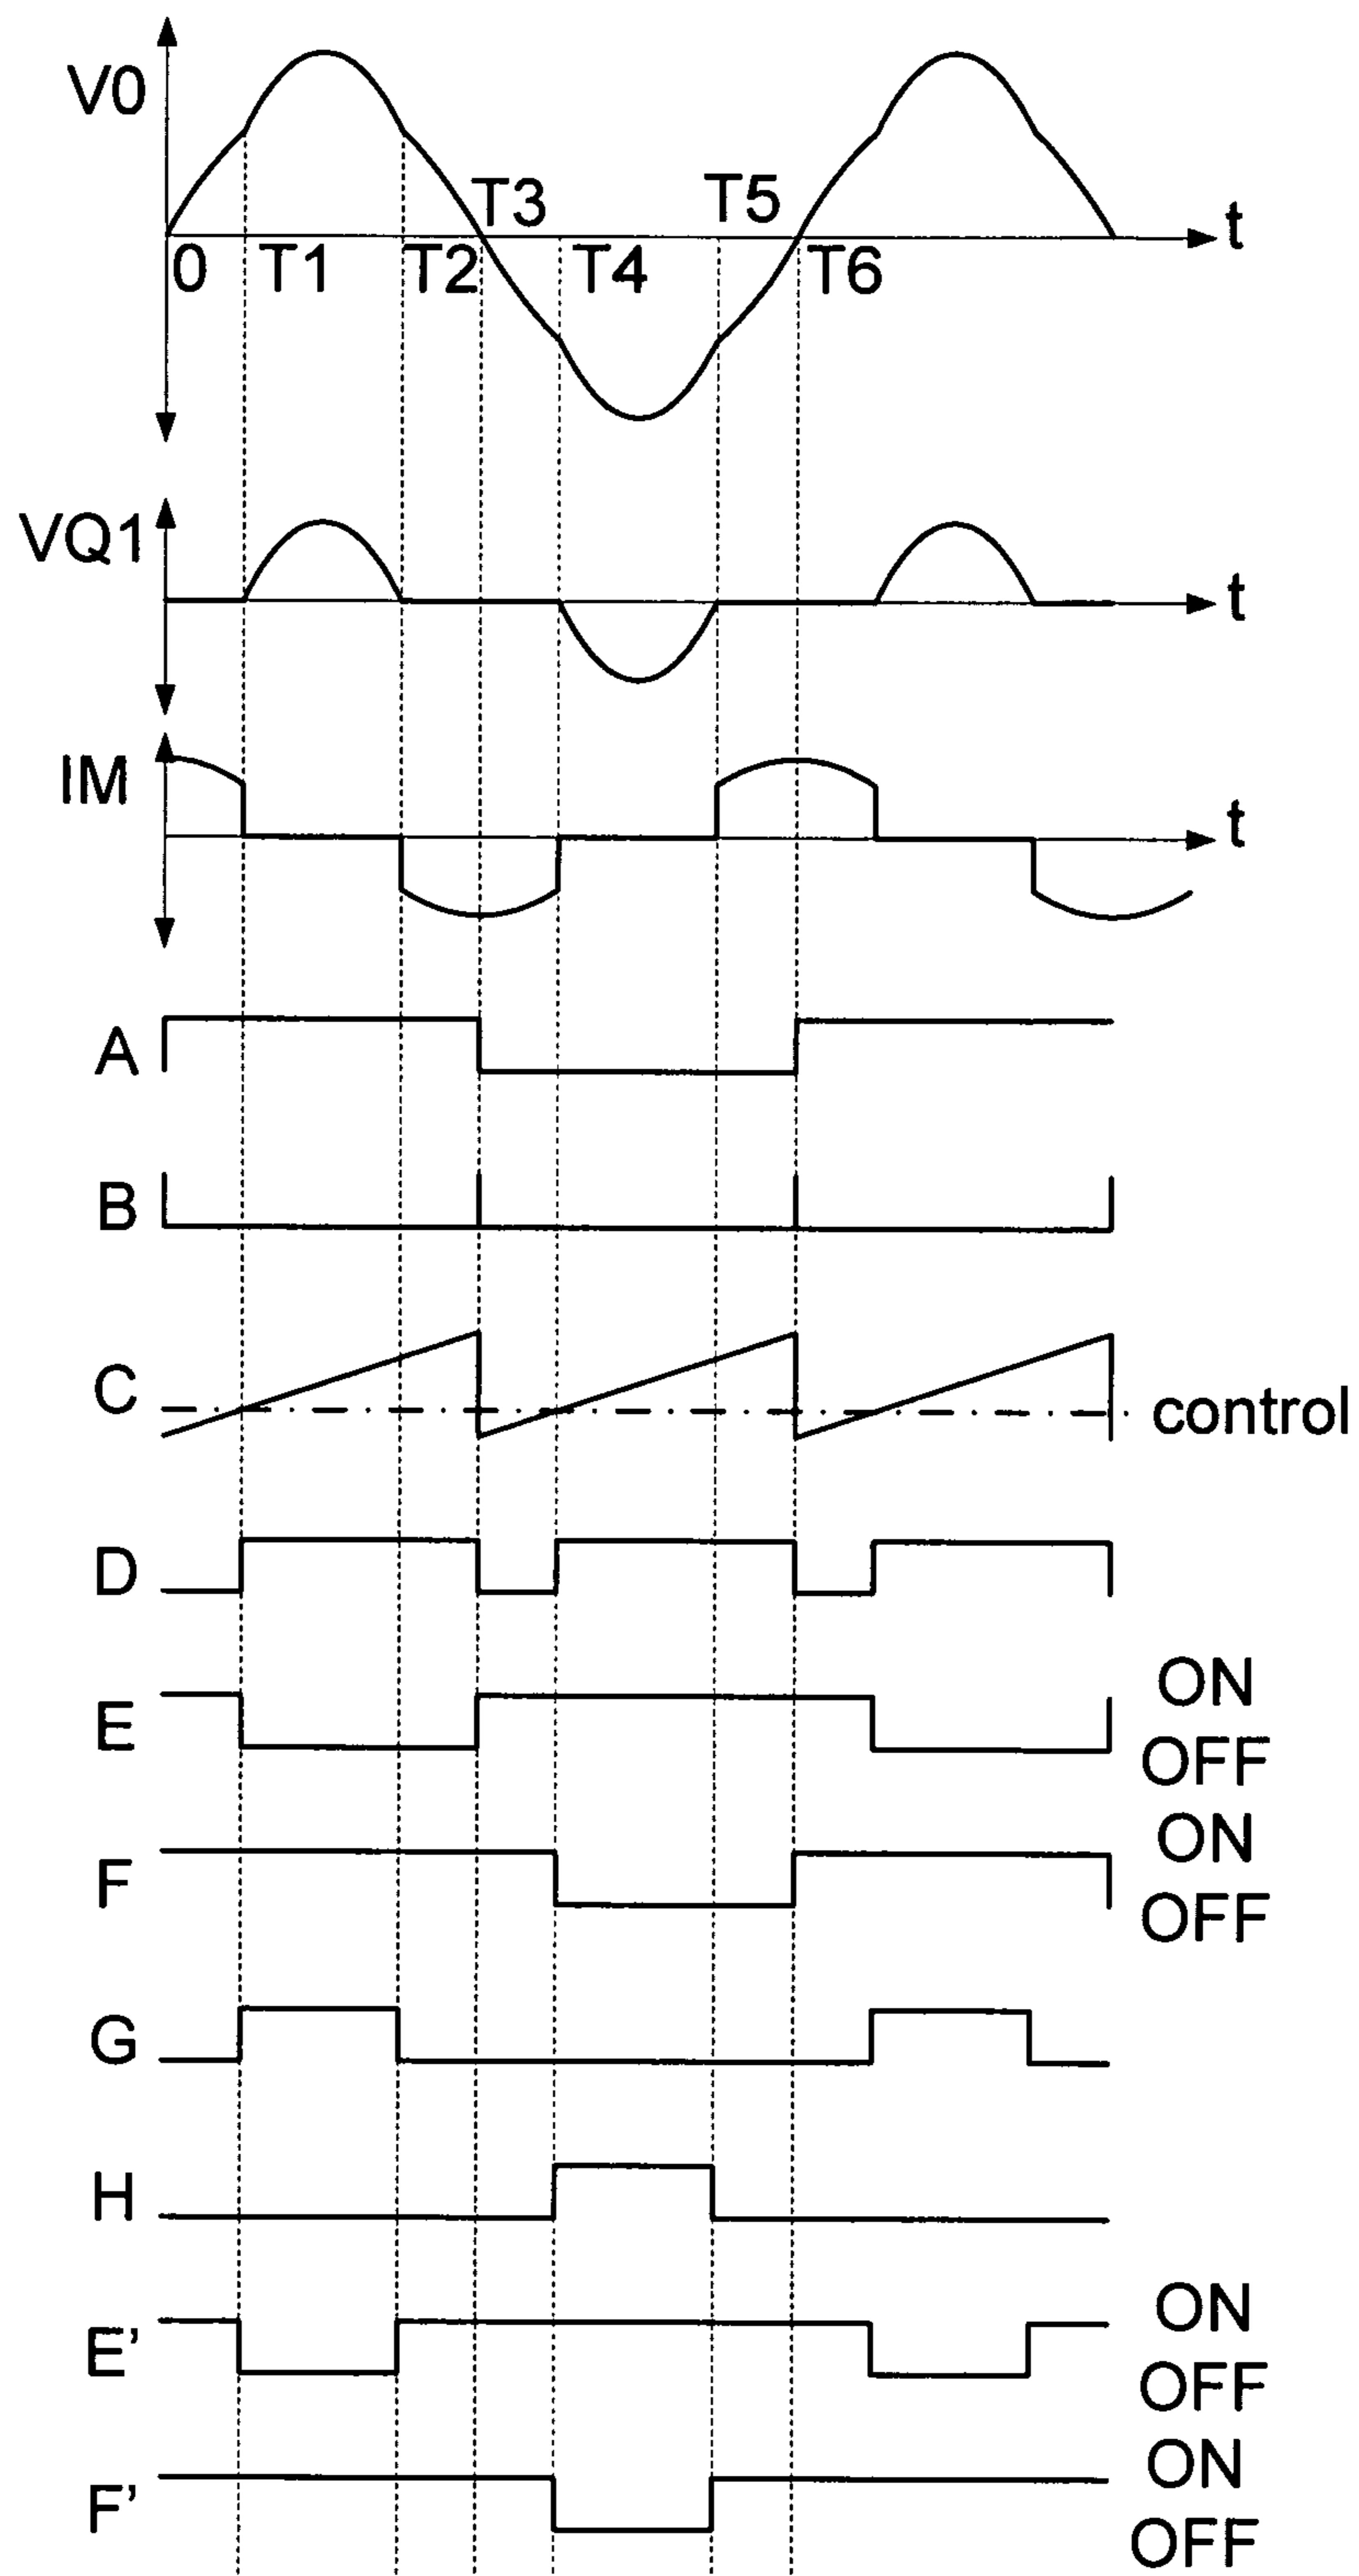 V0
T3
T5
t
0
T1
T2
T4
T6
VQ1
t
IM
t
A
B
C
control
D
E
ON
OFF
F
ON
OFF
G
H
E’
ON
OFF
F’
ON
OFF